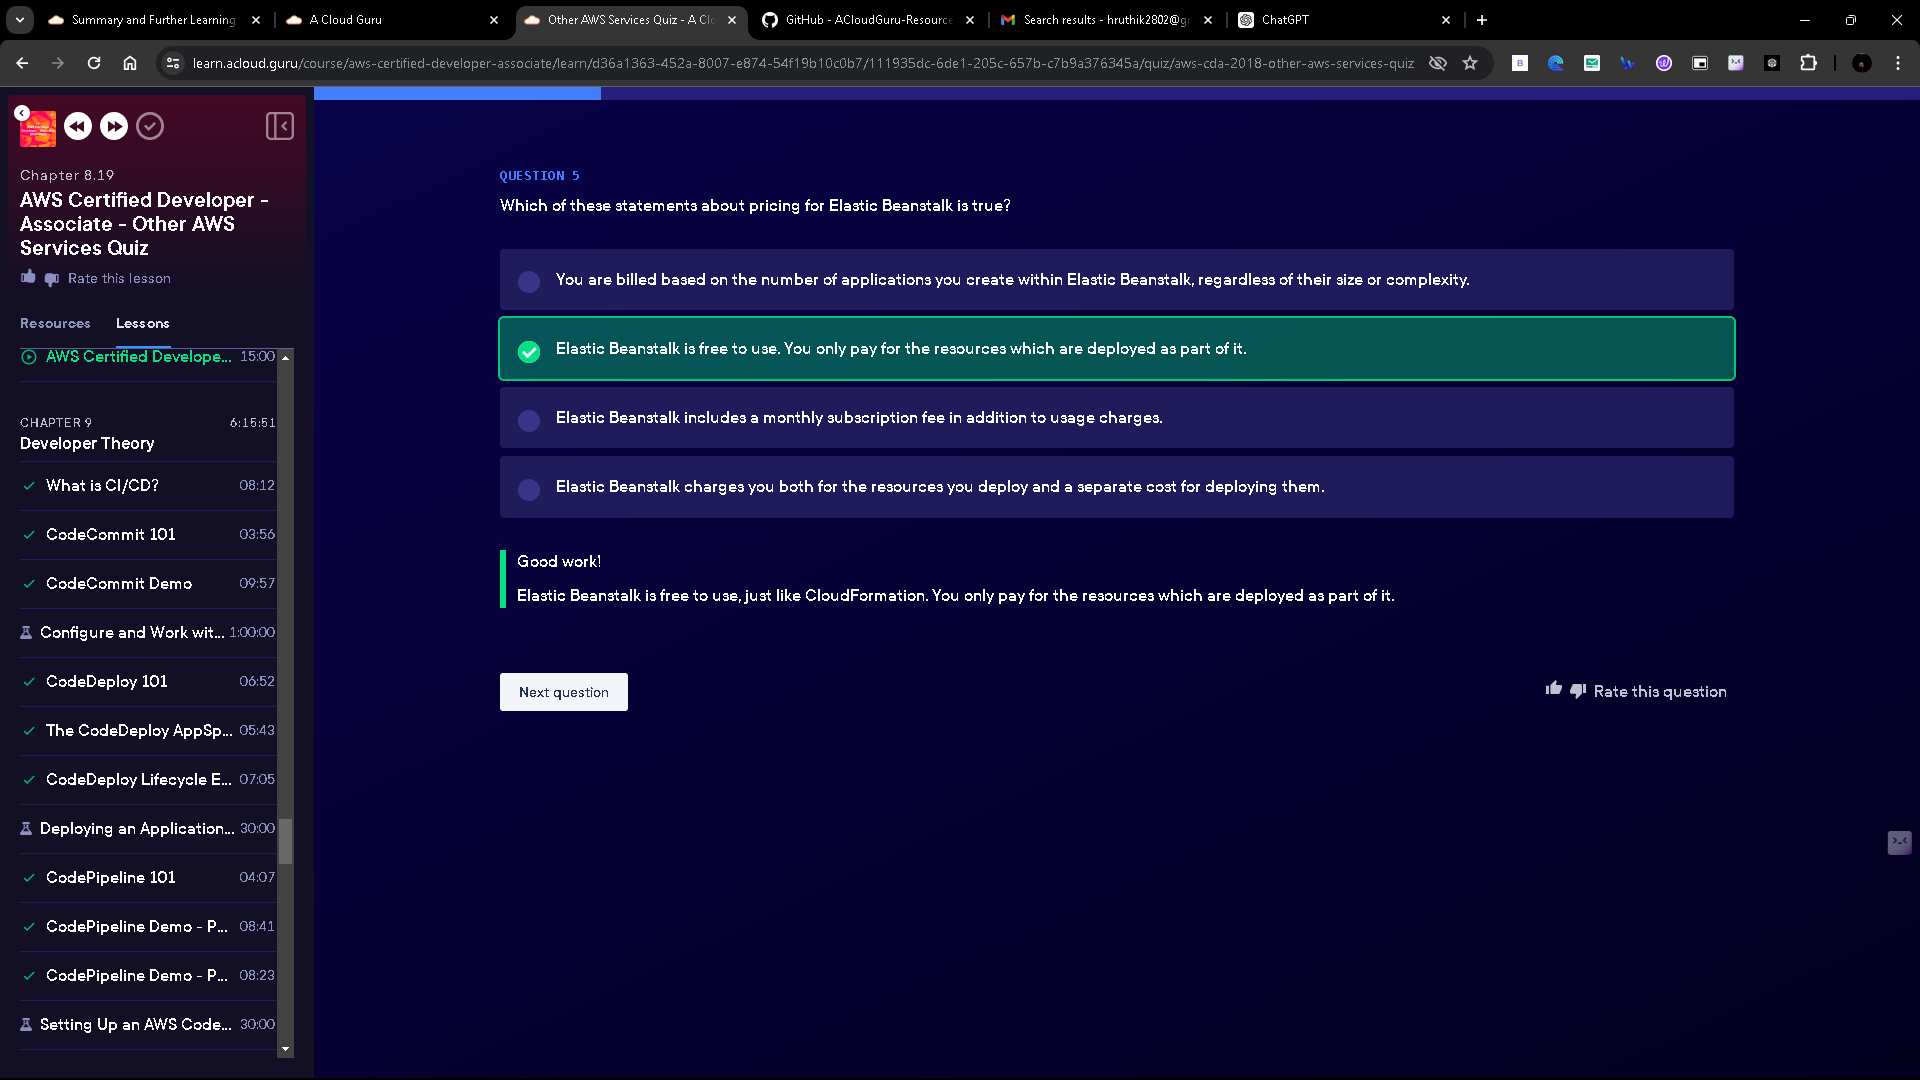 Summary and Further Learning
A Cloud Guru
Other AWS Services Quiz - A Clo
GitHub - ACloudGuru-Resource
Search results - hruthik2802@gr
ChatGPT
learn.acloud.guru/course/aws-certified-developer-associate/learn/d36a1363-452a-8007-e874-54f19b10c0b7/111935dc-6de1-205c-657b-c7b9a376345a/quiz/aws-cda-2018-other-aws-services-quiz
Chapter 8.19
AWS Certified Developer -
Associate - Other AWS
Services Quiz
Rate this lesson
Resources
Lessons
AWS Certified Develope... 15:00
CHAPTER 9 6:15:51
Developer Theory
What is CI/CD? 08:12
CodeCommit 101 03:56
CodeCommit Demo 09:57
Configure and Work wit... 1:00:00
CodeDeploy 101 06:52
The CodeDeploy AppSp... 05:43
CodeDeploy Lifecycle E... 07:05
Deploying an Application... 30:00
CodePipeline 101 04:07
CodePipeline Demo - P... 08:41
CodePipeline Demo - P... 08:23
Setting Up an AWS Code... 30:00
QUESTION 5
Which of these statements about pricing for Elastic Beanstalk is true?
You are billed based on the number of applications you create within Elastic Beanstalk, regardless of their size or complexity.
Elastic Beanstalk is free to use. You only pay for the resources which are deployed as part of it.
Elastic Beanstalk includes a monthly subscription fee in addition to usage charges.
Elastic Beanstalk charges you both for the resources you deploy and a separate cost for deploying them.
Good work!
Elastic Beanstalk is free to use, just like CloudFormation. You only pay for the resources which are deployed as part of it.
Next question
Rate this question